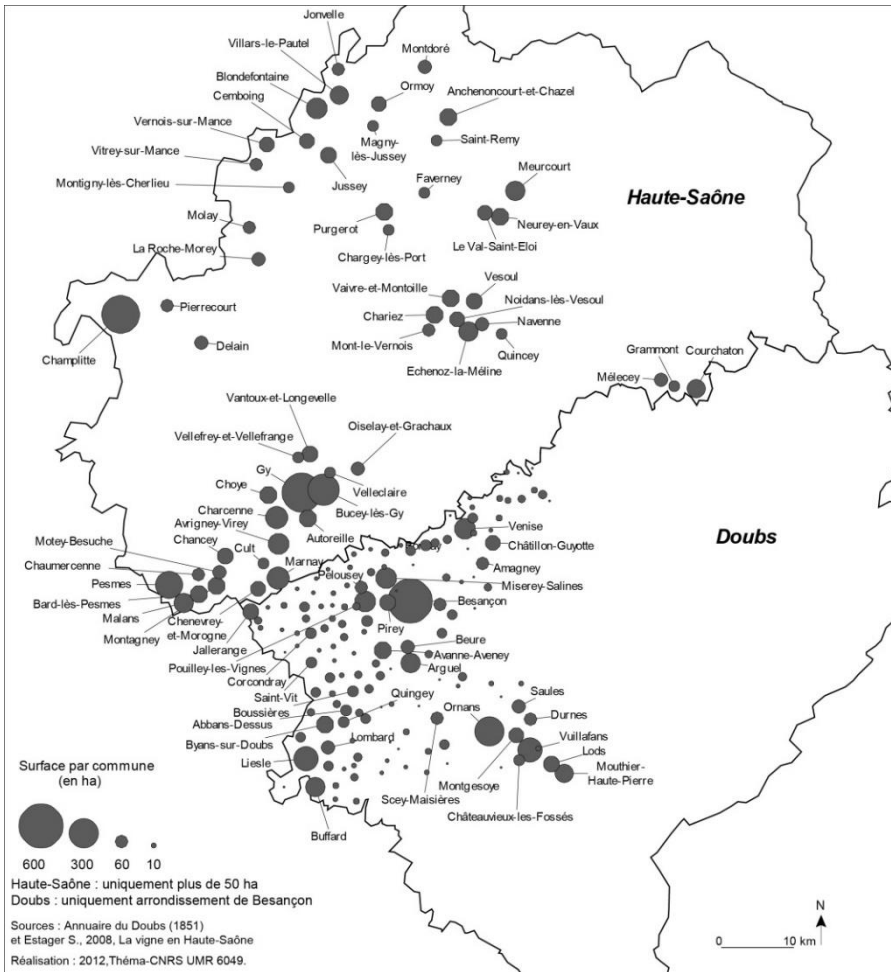 Jonvelle
Villars-le-Pautel
Montdoré
Blondefontaine
Ormoy
Anchenoncourt-et-Chazel
Cemboing
Vernois-sur-Mance
Magny-
lès-Jussey
Saint-Remy
Vitrey-sur-Mance
Jussey
Meurcourt
Montigny-lès-Cherlieu
Faverney
Haute-Saône
Molay
Purgerot
Neurey-en-Vaux
Le Val-Saint-Eloi
La Roche-Morey
Chargey-lès-Port
Vaivre-et-Montoille
Vesoul
Pierrecourt
Noidans-lès-Vesoul
Chariez
Navenne
Champlitte
Delain
Mont-le-Vernois
Quincey
Echenoz-la-Méline
Grammont
Courchaton
Mélecey
Vantoux-et-Longevelle
Vellefrey-et-Vellefrange
Oiselay-et-Grachaux
Gy
Velleclaire
Choye
Bucey-lès-Gy
Charcenne
Autoreille
Avrigney-Virey
Venise
Doubs
Motey-Besuche
Chancey
Cult
Châtillon-Guyotte
Chaumercenne
Marnay
Amagney
Pesmes
Pelousey
Miserey-Salines
Bard-lès-Pesmes
Besançon
Malans
Chenevrey-
et-Morogne
Pirey
Montagney
Jallerange
Beure
Pouilley-les-Vignes
Avanne-Aveney
Corcondray
Arguel
Saint-Vit
Quingey
Saules
Boussières
Ornans
Durnes
Abbans-Dessus
Vuillafans
Byans-sur-Doubs
Lombard
Lods
Liesle
Mouthier-
Haute-Pierre
Montgesoye
Scey-Maisières
Châteauvieux-les-Fossés
Buffard
Surface par commune
(en ha)
600 300 60 10
Haute-Saône : uniquement plus de 50 ha
Doubs : uniquement arrondissement de Besançon
Sources : Annuaire du Doubs (1851)
et Estager S., 2008, La vigne en Haute-Saône
Réalisation : 2012,Théma-CNRS UMR 6049.
N
0 10 km